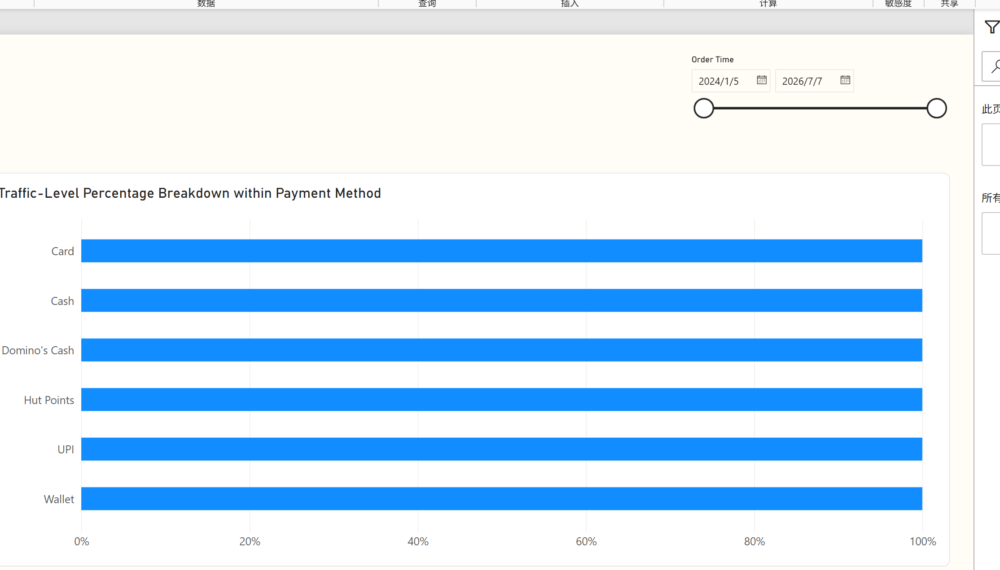 数据 查询 插入 计算 敏感度 共享
Order Time
2024/1/5 2026/7/7
此页
所有
Traffic-Level Percentage Breakdown within Payment Method
Card
Cash
Domino's Cash
Hut Points
UPI
Wallet
0% 20% 40% 60% 80% 100%